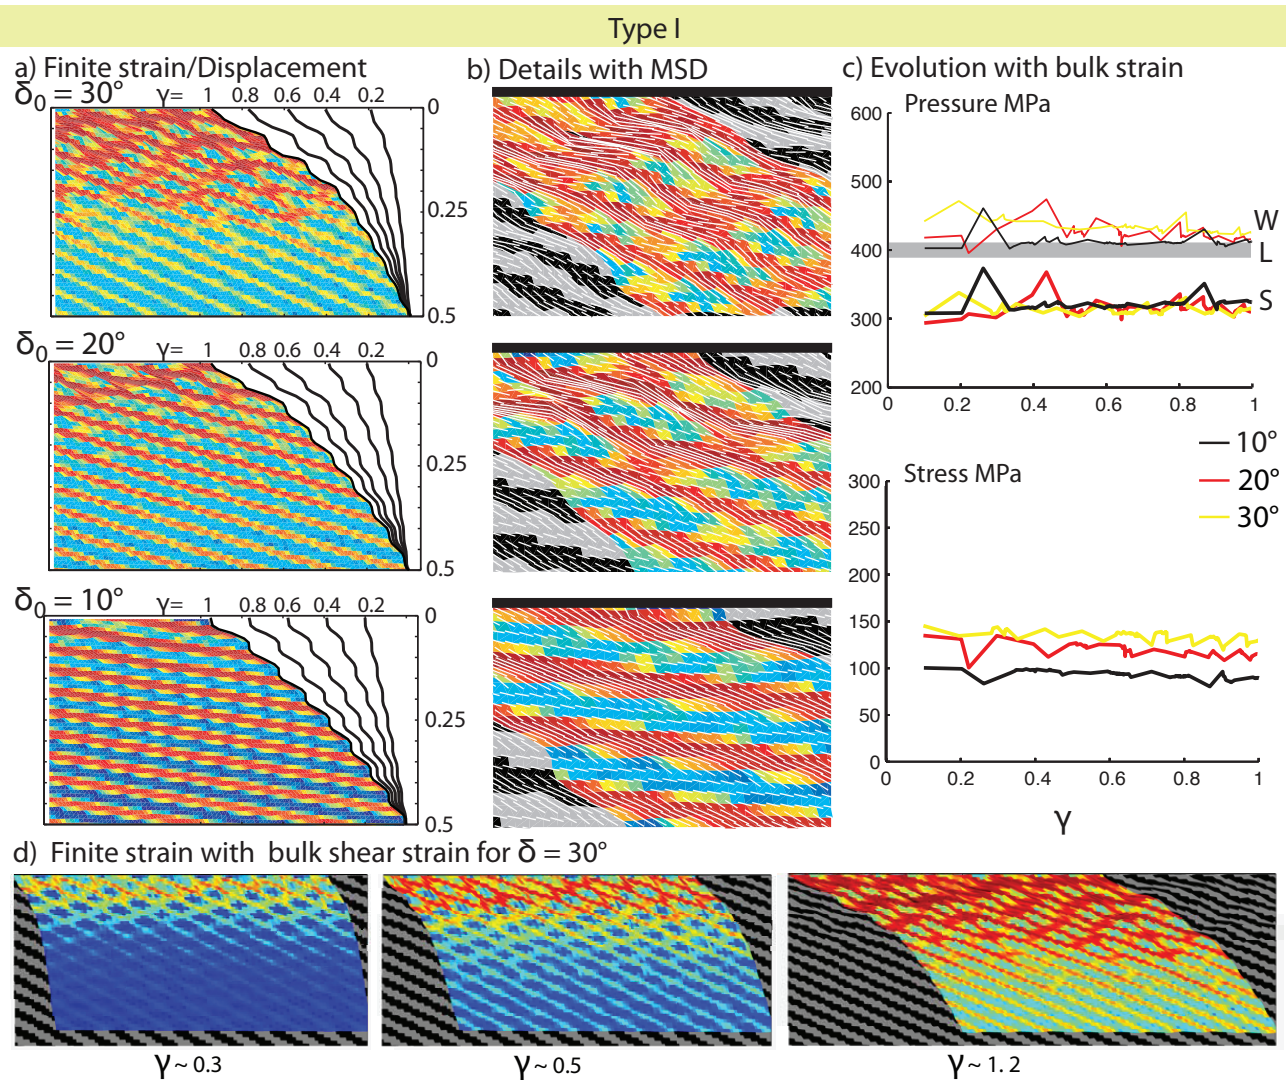 Type I
a) Finite strain/Displacement
δ = 30°
0 γ= 1 0.8 0.6 0.4 0.2 0
0.25
0.5
δ = 20°
0 γ= 1 0.8 0.6 0.4 0.2 0
0.25
0.5
δ = 10°
0 γ= 1 0.8 0.6 0.4 0.2 0
0.25
0.5
b) Details with MSD
c) Evolution with bulk strain
Pressure MPa
600
500
400
300
200
0 0.2 0.4 0.6 0.8 1
W
L
S
10°
20°
30°
Stress MPa
300
250
200
150
100
50
0
0 0.2 0.4 0.6 0.8 1
γ
d) Finite strain with bulk shear strain for δ = 30°
γ ~ 0.3
γ ~ 0.5
γ ~ 1. 2